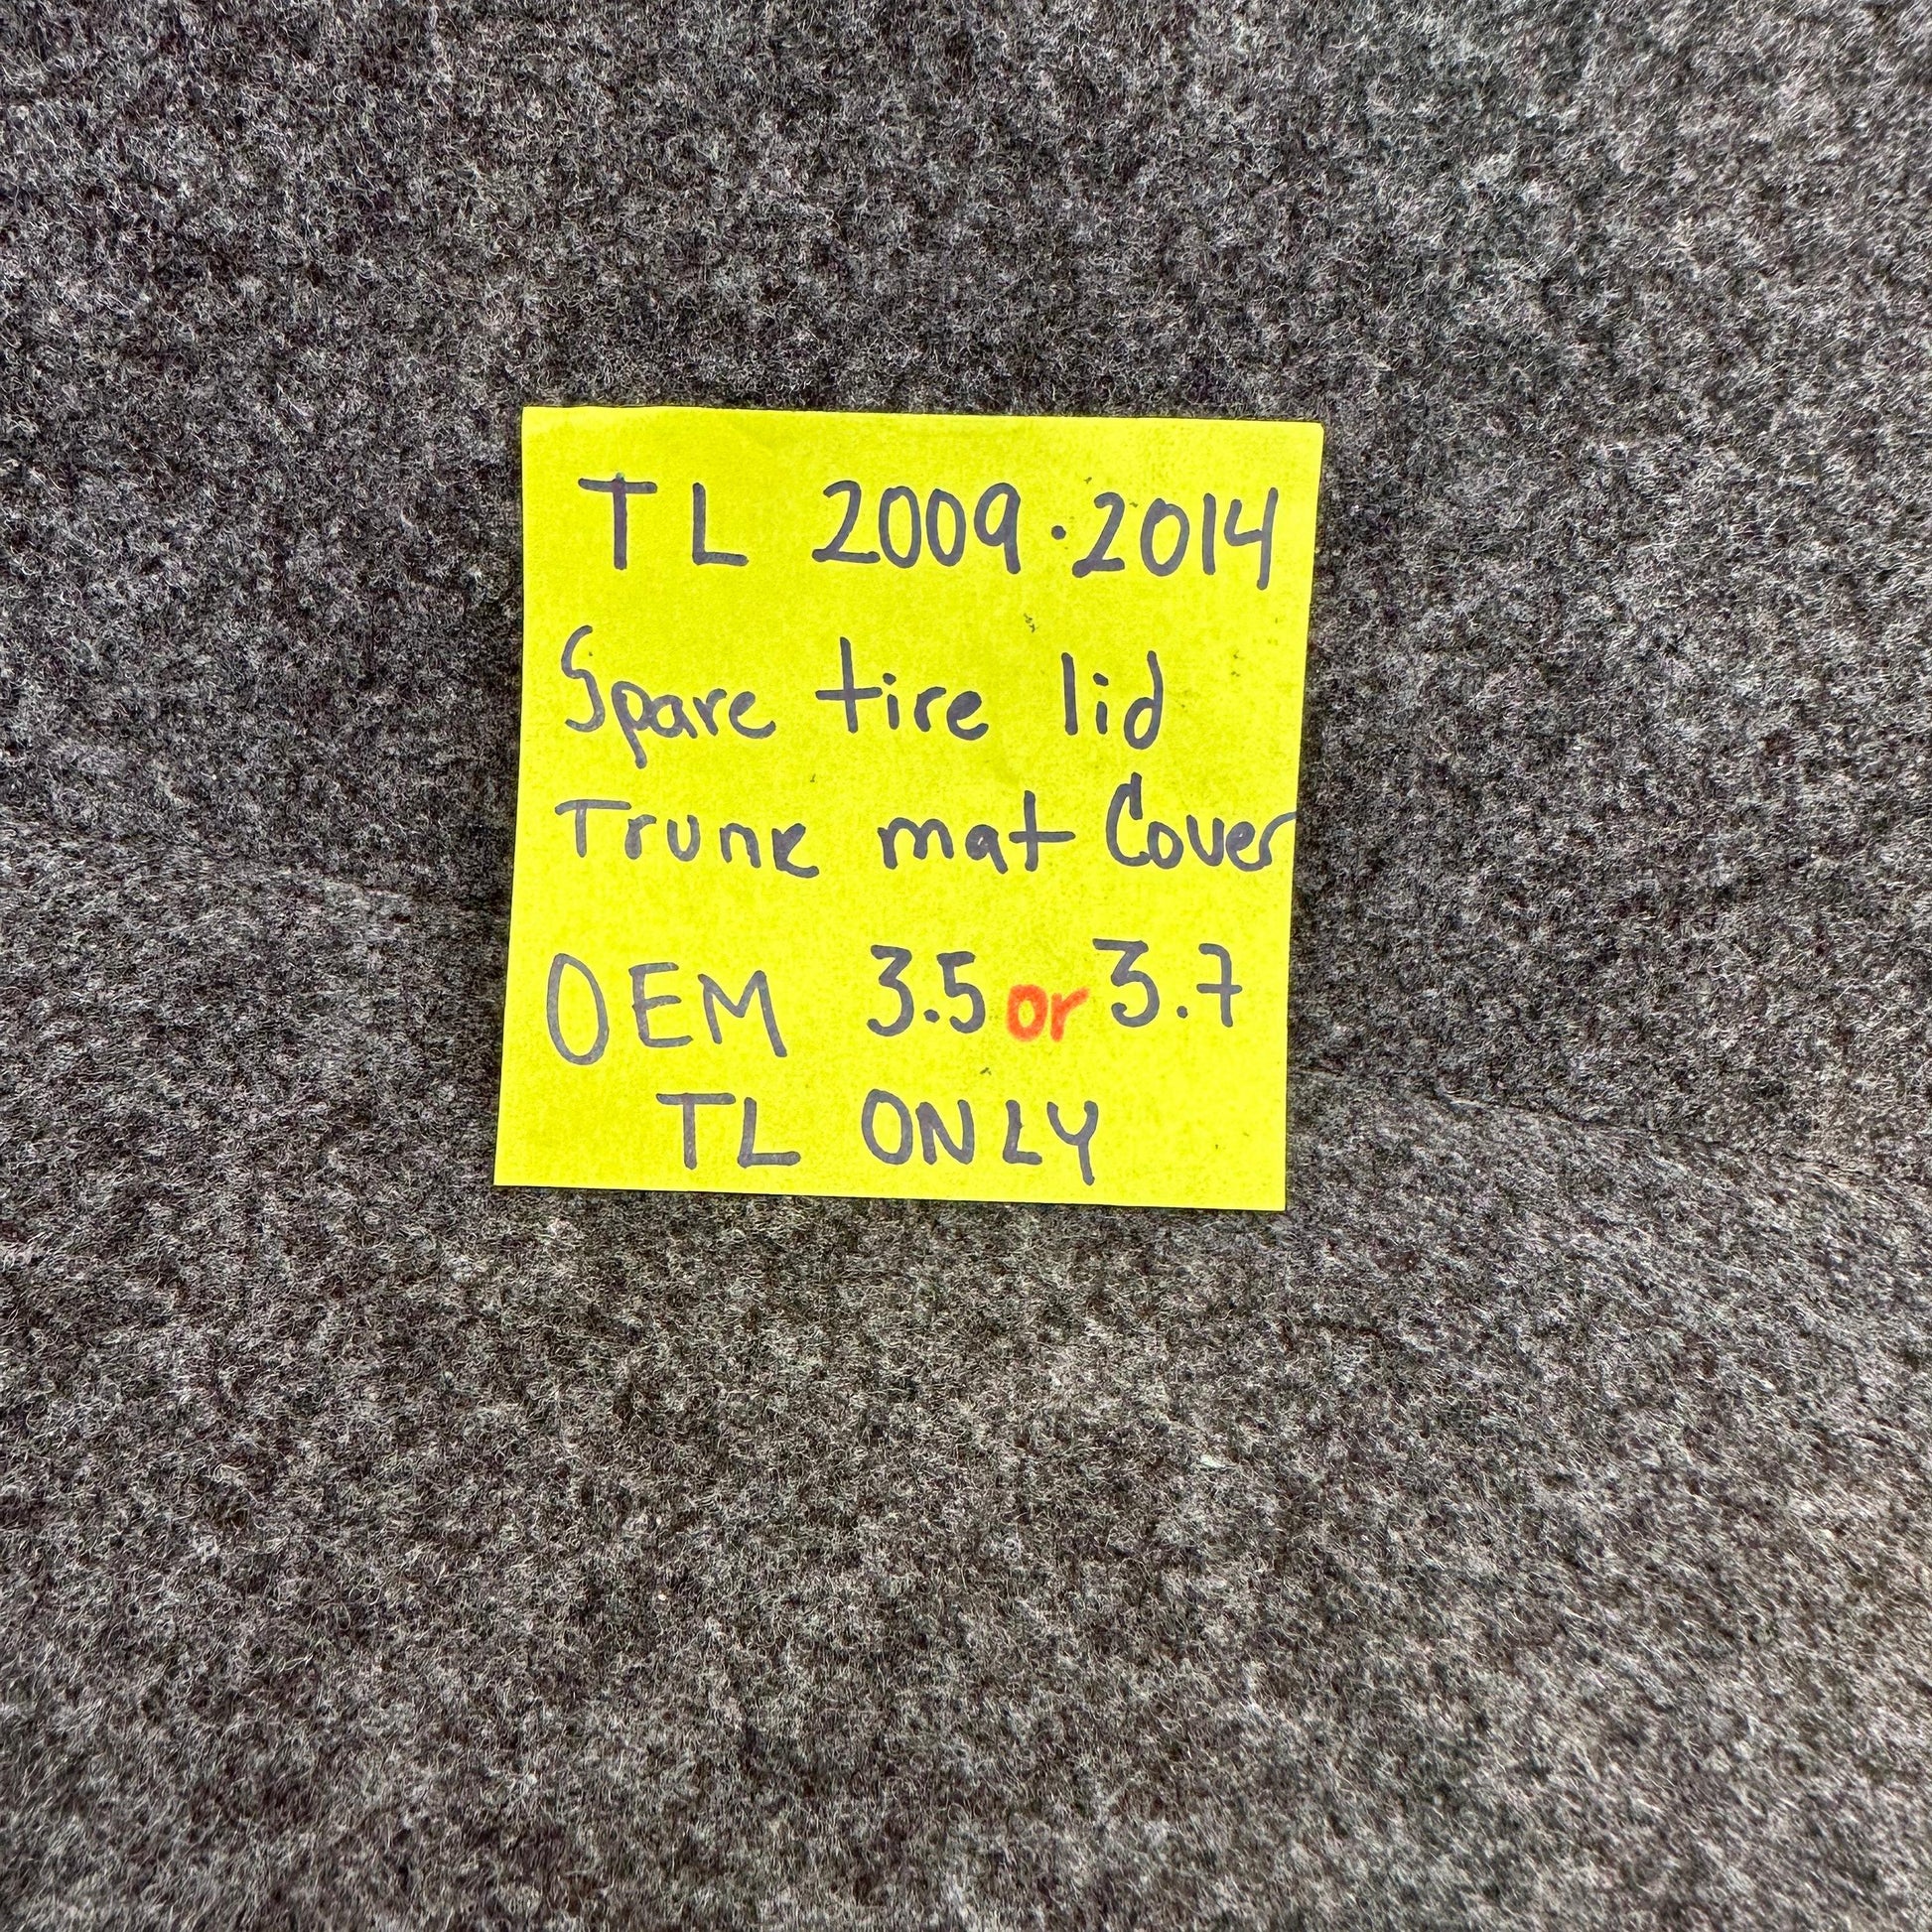 TL 2009.2014
Spare tire lid
Trunk mat Cover
OEM 3.5 or 3.7
TL ONLY